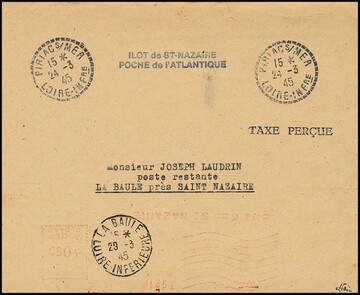 PIRIAC S/MER
15 *
24 -3
45
LOIRE-INFRE
ILOT de ST-NAZAIRE
POCHE de l'ATLANTIQUE
PIRIAC S/MER
15 *
24 -3
45
LOIRE-INFRE
TAXE PERÇUE
Monsieur JOSEPH LAUDRIN
poste restante
LA BAULE près SAINT NAZAIRE
LA BAULE
15 *
29 -3
45
LOIRE INFERIEURE